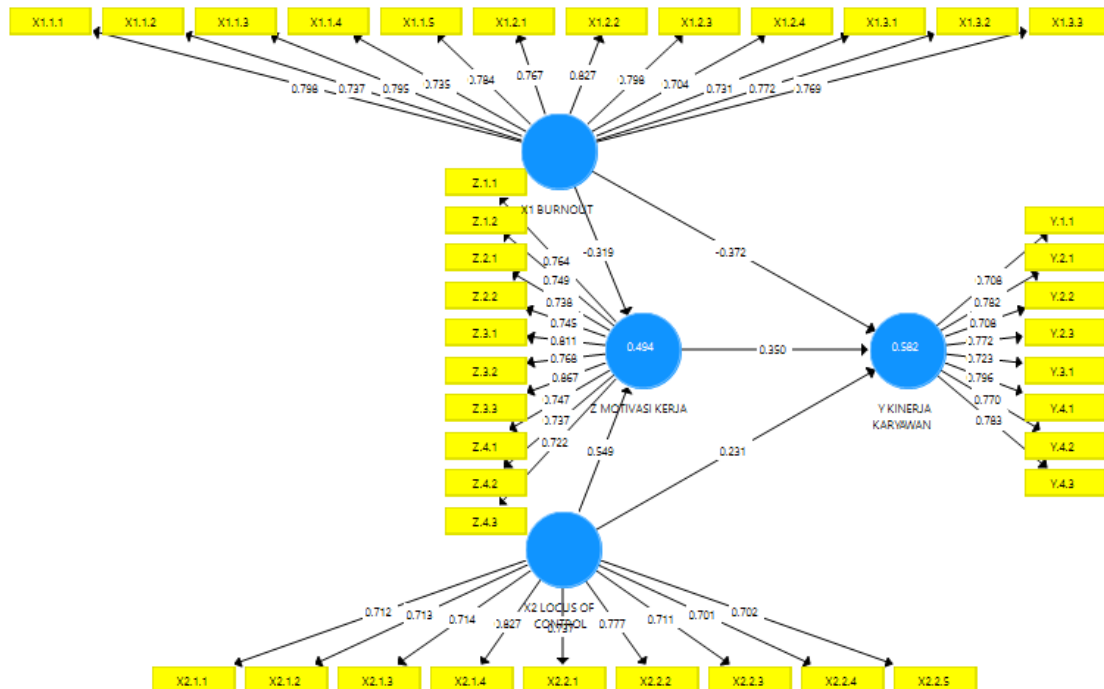 X1.1.1 X1.1.2 X1.1.3 X1.1.4 X1.1.5 X1.2.1 X1.2.2 X1.2.3 X1.2.4 X1.3.1 X1.3.2 X1.3.3
0.798 0.737 0.795 0.735 0.784 0.767 0.827 0.798 0.704 0.731 0.772 0.769
X1 BURNOUT
Z.1.1
Z.1.2
Z.2.1
Z.2.2
Z.3.1
Z.3.2
Z.3.3
Z.4.1
Z.4.2
Z.4.3
0.764
0.749
0.738
0.745
0.811
0.768
0.867
0.747
0.737
0.722
-0.319
-0.372
0.494
Z MOTIVASI KERJA
0.350
0.549
0.231
0.582
Y KINERJA
KARYAWAN
0.708
0.782
0.708
0.772
0.723
0.796
0.770
0.783
Y.1.1
Y.2.1
Y.2.2
Y.2.3
Y.3.1
Y.4.1
Y.4.2
Y.4.3
X2 LOCUS OF
CONTROL
0.712 0.713 0.714 0.827 0.737 0.777 0.711 0.701 0.702
X2.1.1 X2.1.2 X2.1.3 X2.1.4 X2.2.1 X2.2.2 X2.2.3 X2.2.4 X2.2.5